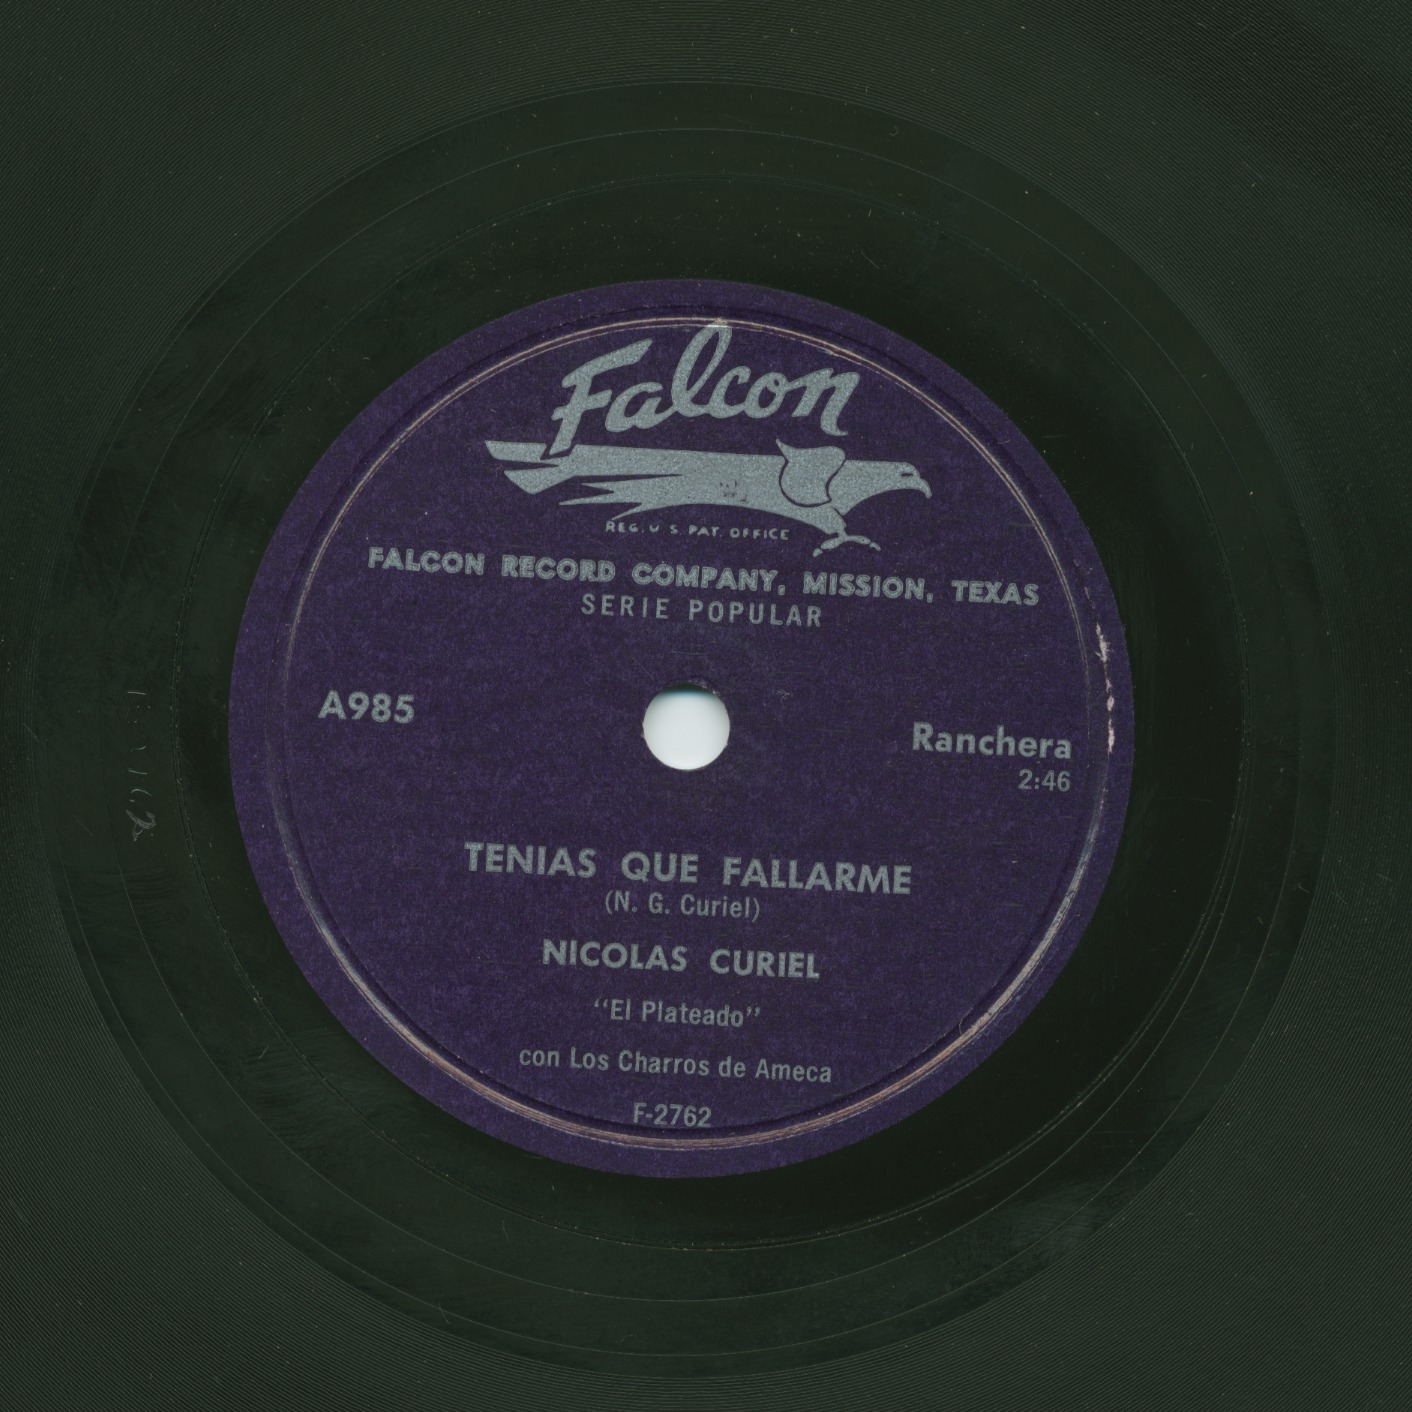 Falcon
REG. U S. PAT. OFFICE
FALCON RECORD COMPANY, MISSION, TEXAS
SERIE POPULAR
A985
Ranchera
2:46
TENIAS QUE FALLARME
(N. G. Curiel)
NICOLAS CURIEL
“El Plateado”
con Los Charros de Ameca
F-2762